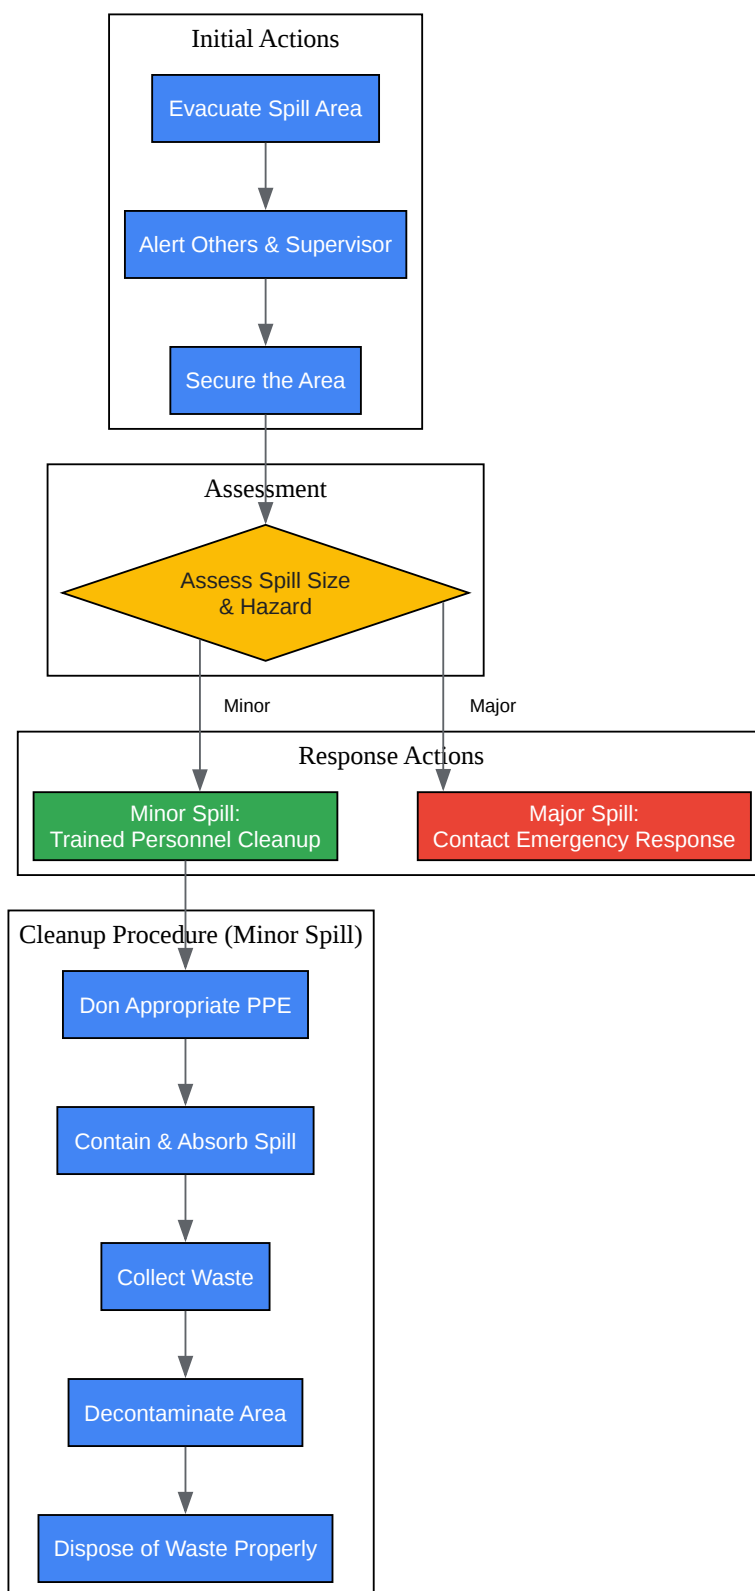 Initial Actions
Evacuate Spill Area
Alert Others & Supervisor
Secure the Area
Assessment
Assess Spill Size
& Hazard
Minor
Major
Response Actions
Minor Spill:
Trained Personnel Cleanup
Major Spill:
Contact Emergency Response
Cleanup Procedure (Minor Spill)
Don Appropriate PPE
Contain & Absorb Spill
Collect Waste
Decontaminate Area
Dispose of Waste Properly